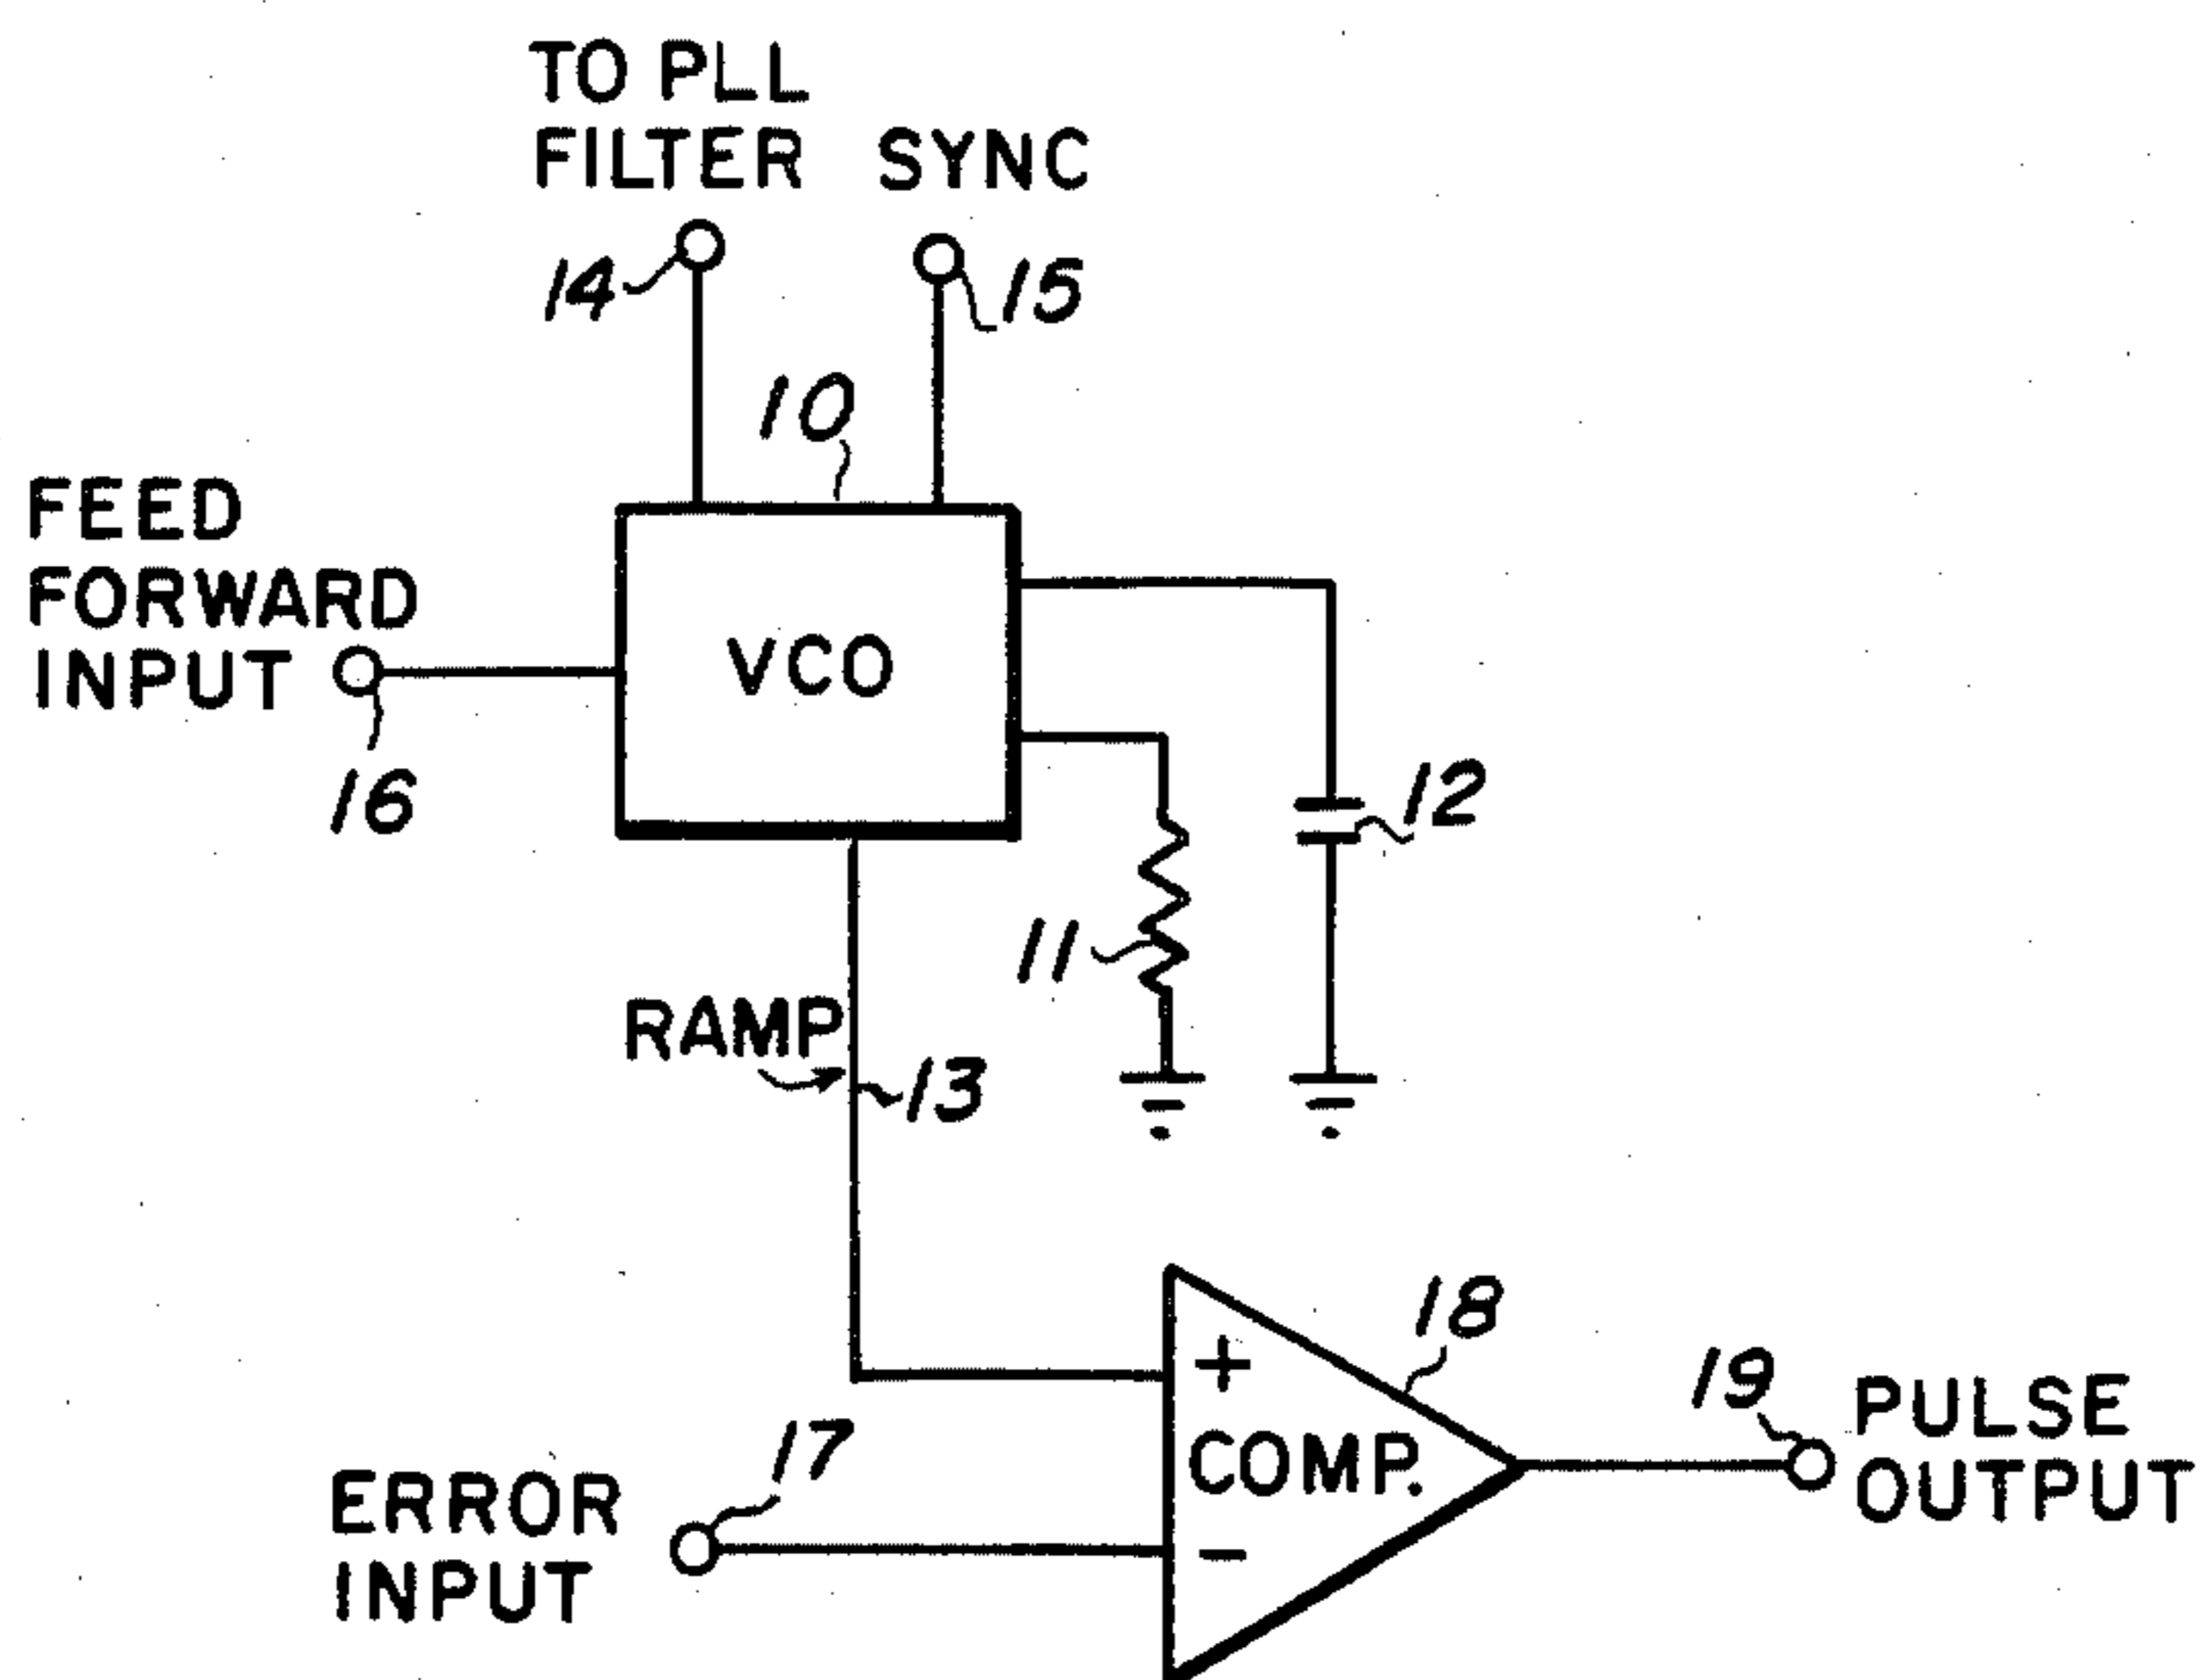 TO PLL
FILTER
SYNC
14
15
10
FEED
FORWARD
INPUT
16
VCO
12
11
RAMP
13
18
+
COMP.
-
17
ERROR
INPUT
19
PULSE
OUTPUT